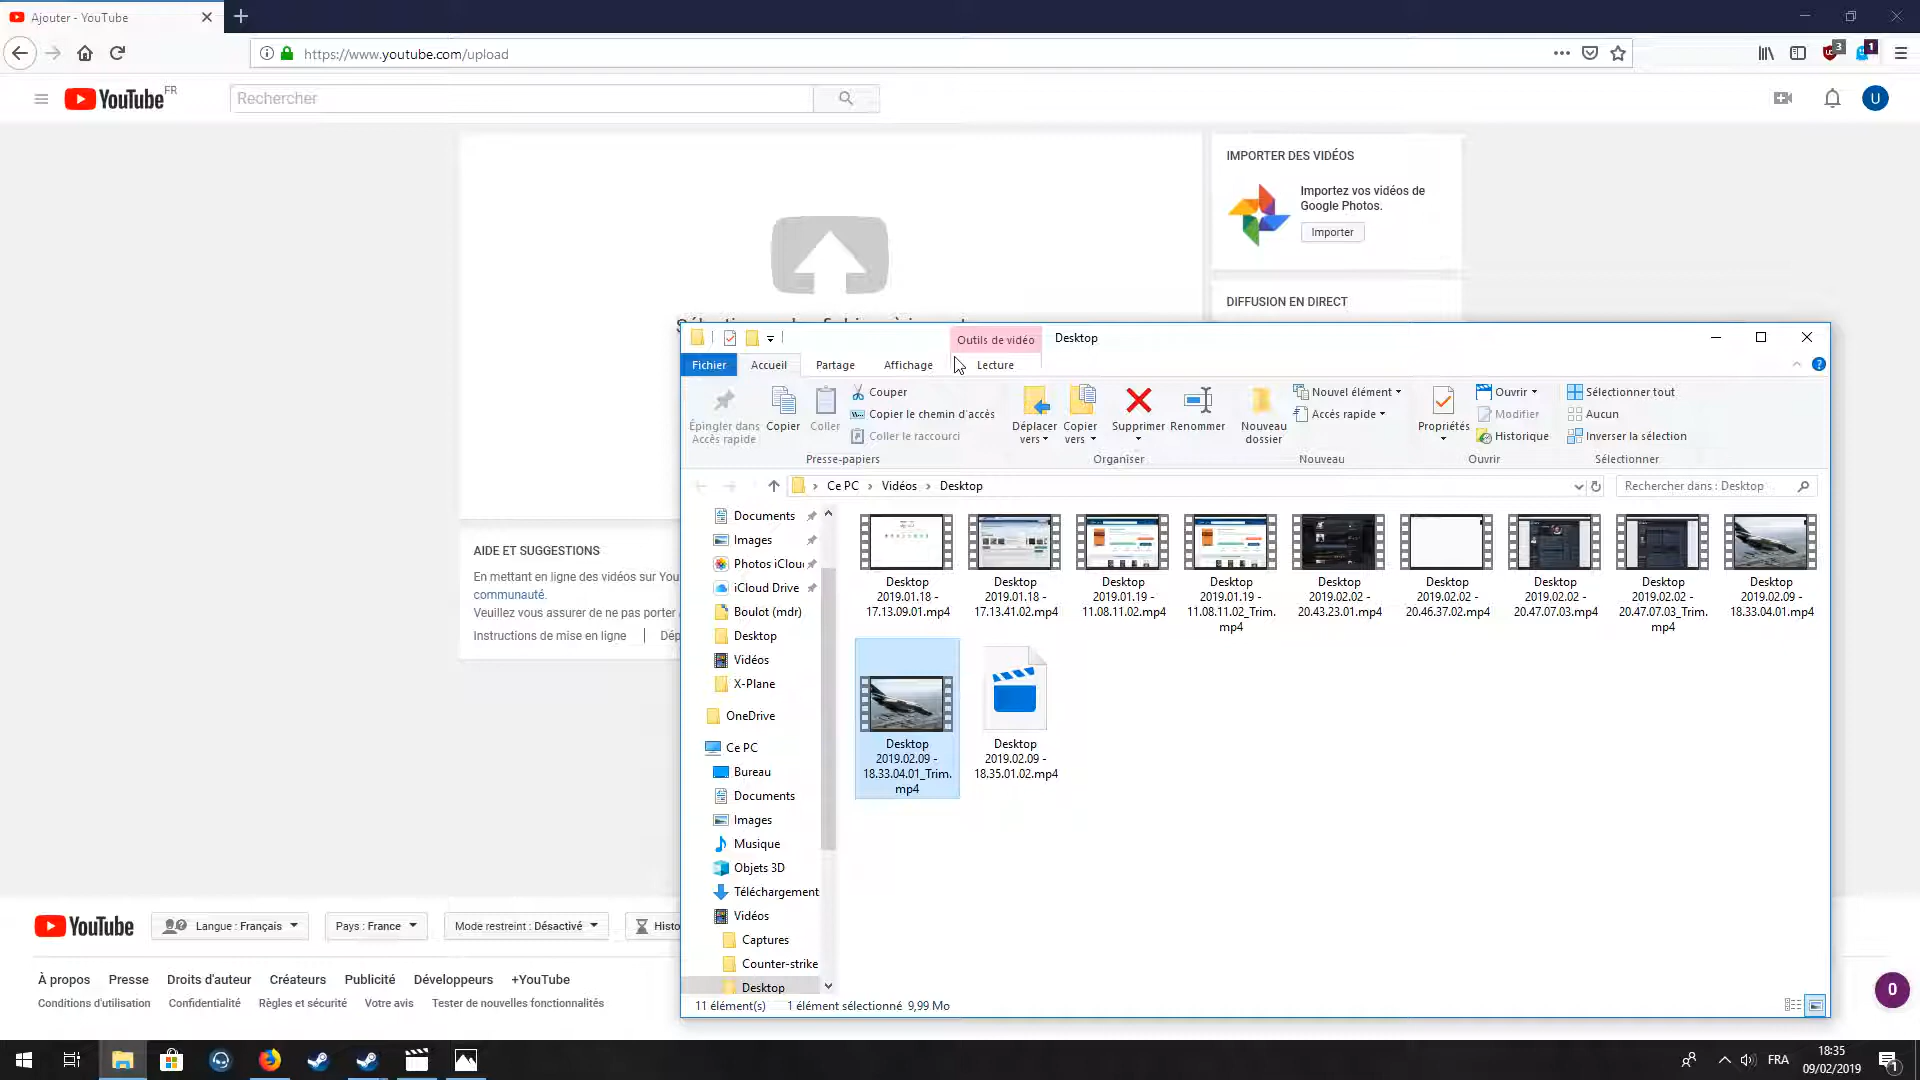 Ajouter - YouTube
https://www.youtube.com/upload
3
1
YouTube FR
Rechercher
U
IMPORTER DES VIDÉOS
Importez vos vidéos de
Google Photos.
Importer
DIFFUSION EN DIRECT
AIDE ET SUGGESTIONS
En mettant en ligne des vidéos sur You
communauté.
Veuillez vous assurer de ne pas porter
Instructions de mise en ligne
Dép
Outils de vidéo
Desktop
Fichier
Accueil
Partage
Affichage
Lecture
Épingler dans
Accès rapide
Copier
Coller
Couper
Copier le chemin d'accès
Coller le raccourci
Presse-papiers
Déplacer
vers
Copier
vers
Supprimer
Renommer
Organiser
Nouveau
dossier
Nouvel élément
Accès rapide
Nouveau
Propriétés
Ouvrir
Modifier
Historique
Ouvrir
Sélectionner tout
Aucun
Inverser la sélection
Sélectionner
Ce PC
Vidéos
Desktop
Rechercher dans : Desktop
Documents
Images
Photos iClou
iCloud Drive
Boulot (mdr)
Desktop
Vidéos
X-Plane
OneDrive
Ce PC
Bureau
Documents
Images
Musique
Objets 3D
Téléchargement
Vidéos
Captures
Counter-strike
Desktop
Desktop
2019.01.18 -
17.13.09.01.mp4
Desktop
2019.01.18 -
17.13.41.02.mp4
Desktop
2019.01.19 -
11.08.11.02.mp4
Desktop
2019.01.19 -
11.08.11.02_Trim.
mp4
Desktop
2019.02.02 -
20.43.23.01.mp4
Desktop
2019.02.02 -
20.46.37.02.mp4
Desktop
2019.02.02 -
20.47.07.03.mp4
Desktop
2019.02.02 -
20.47.07.03_Trim.
mp4
Desktop
2019.02.09 -
18.33.04.01.mp4
Desktop
2019.02.09 -
18.33.04.01_Trim.
mp4
Desktop
2019.02.09 -
18.35.01.02.mp4
11 élément(s)
1 élément sélectionné 9,99 Mo
YouTube
Langue : Français
Pays : France
Mode restreint : Désactivé
Histo
À propos
Presse
Droits d'auteur
Créateurs
Publicité
Développeurs
+YouTube
Conditions d'utilisation
Confidentialité
Règles et sécurité
Votre avis
Tester de nouvelles fonctionnalités
0
FRA
18:35
09/02/2019
1